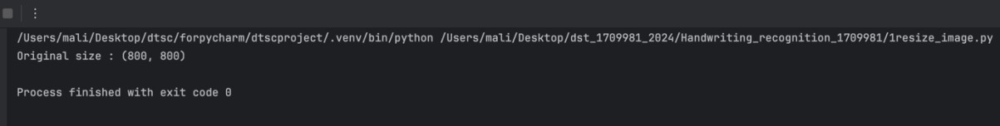 /Users/mali/Desktop/dtsc/forpycharm/dtscproject/.venv/bin/python /Users/mali/Desktop/dst_1709981_2024/Handwriting_recognition_1709981/1resize_image.py
Original size : (800, 800)
Process finished with exit code 0